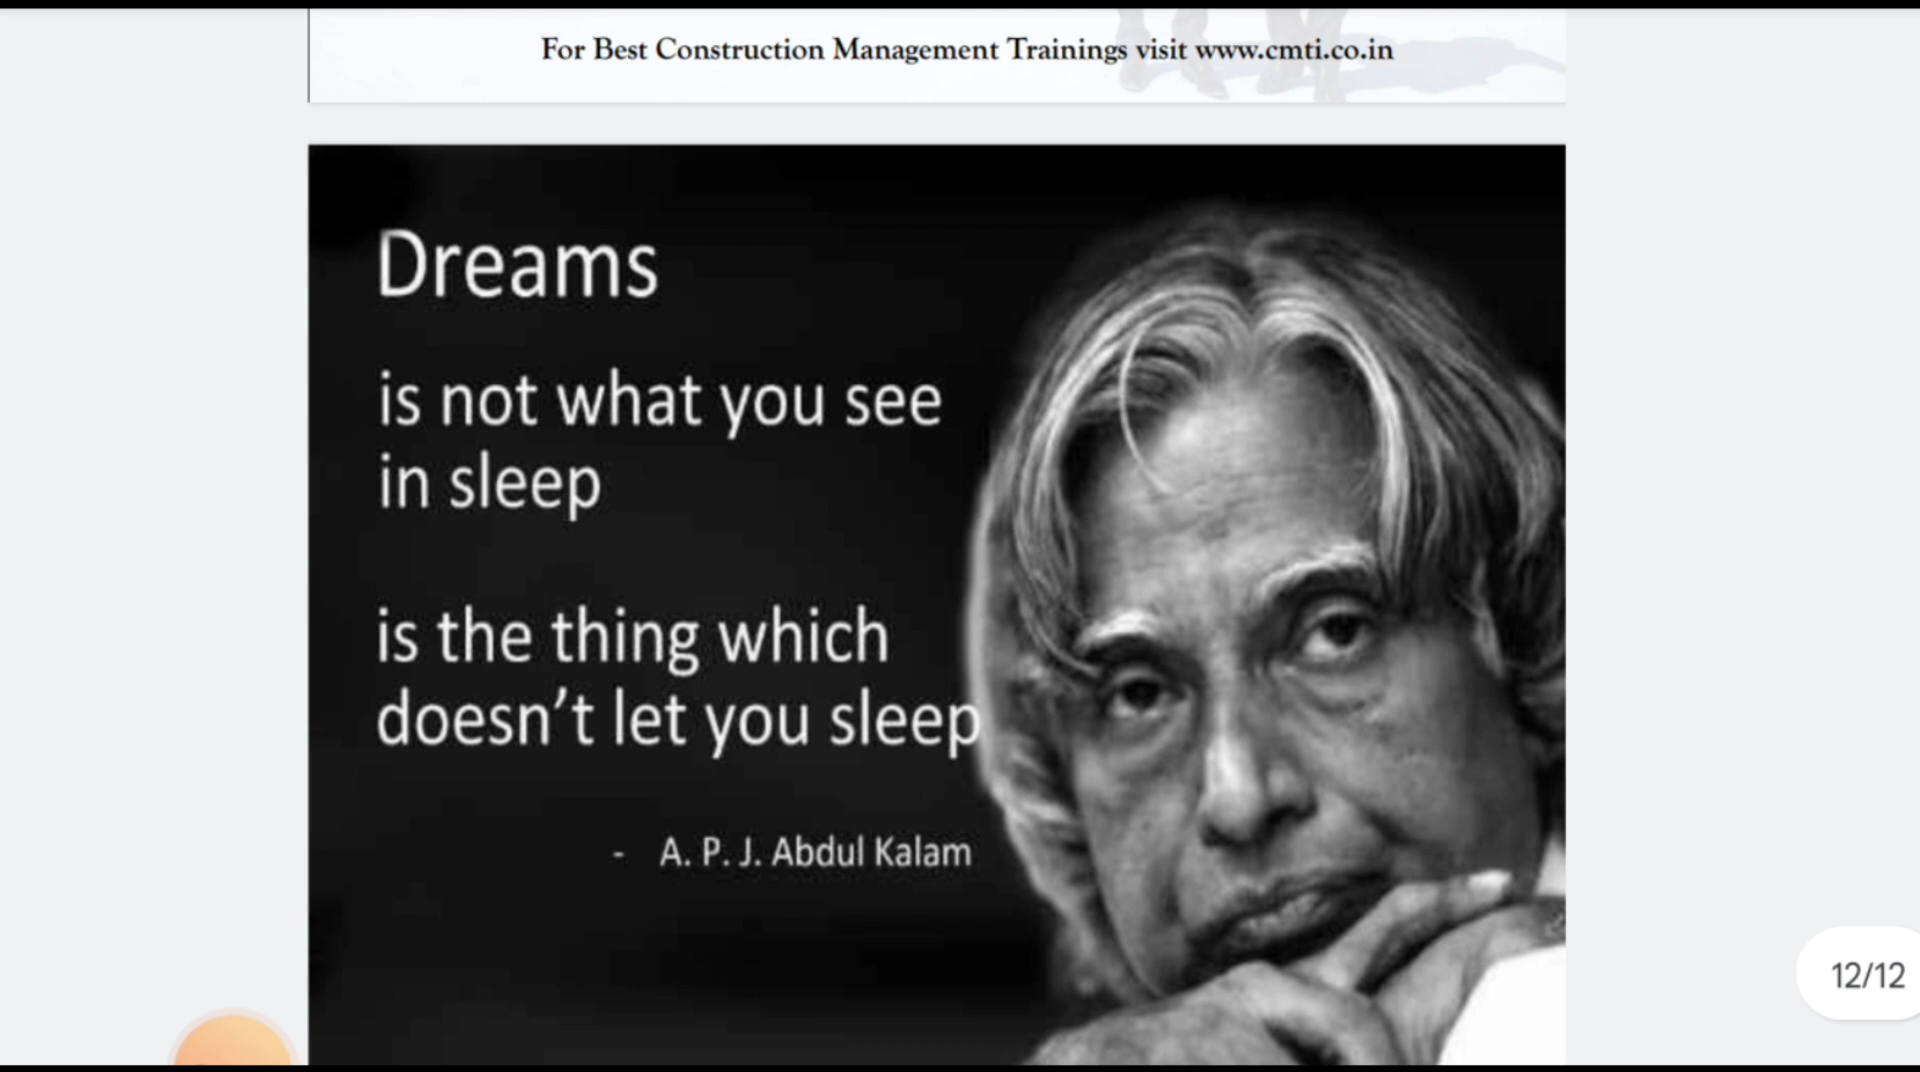 For Best Construction Management Trainings visit www.cmti.co.in
Dreams
is not what you see
in sleep
is the thing which
doesn’t let you sleep
- A. P. J. Abdul Kalam
12/12